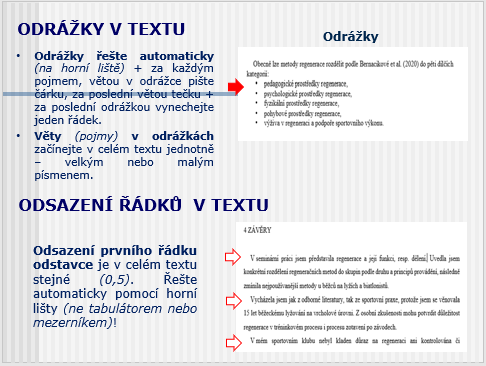 ODRÁŽKY V TEXTU
• Odrážky řešte automaticky
(na horní liště) + za každým
pojmem, větou v odrážce pište
čárku, za poslední větou tečku +
za poslední odrážkou vynechejte
jeden řádek.
• Věty (pojmy) v odrážkách
začínejte v celém textu jednotně
– velkým nebo malým
písmenem.
Odrážky
Obecně lze metody regenerace rozdělit podle Bernacikové et al. (2020) do pěti dílčích
kategorií:
• pedagogické prostředky regenerace,
• psychologické prostředky regenerace,
• fyzikální prostředky regenerace,
• pohybové prostředky regenerace,
• výživa v regeneraci a podpoře sportovního výkonu.
ODSAZENÍ ŘÁDKŮ V TEXTU
Odsazení prvního řádku
odstavce je v celém textu
stejné (0,5). Řešte
automaticky pomocí horní
lišty (ne tabulátorem nebo
mezerníkem)!
4 ZÁVĚRY
V seminární práci jsem představila regenerace a její funkci, resp. dělení. Uvedla jsem
konkrétní rozdělení regeneračních metod do skupin podle druhu a principů provádění, následně
zmínila nejpoužívanější metody u běžců na lyžích a biatlonistů.
Vycházela jsem jak z odborné literatury, tak ze sportovní praxe, protože jsem se věnovala
15 let běžeckému lyžování na vrcholové úrovni. Z osobní zkušenosti mohu potvrdit důležitost
regenerace v tréninkovém procesu i procesu zotavení po závodech.
V mém sportovním klubu nebyl kladen důraz na regeneraci ani kontrolována či